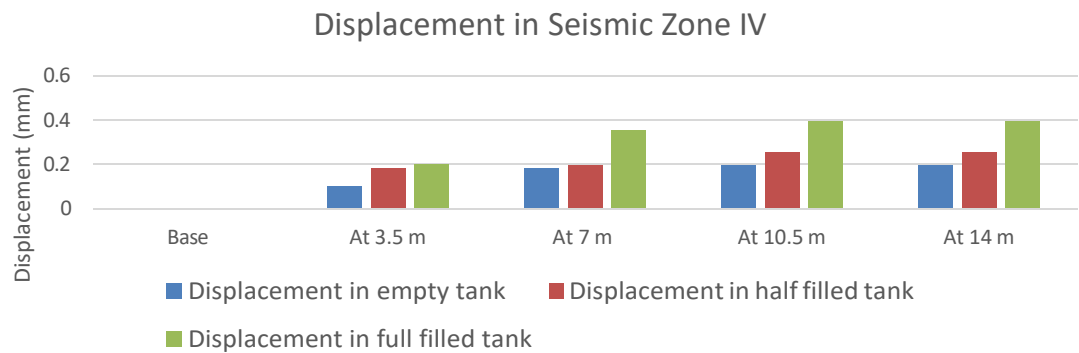 Displacement in Seismic Zone IV
Displacement (mm)
0.6
0.4
0.2
0
Base At 3.5 m At 7 m At 10.5 m At 14 m
Displacement in empty tank Displacement in half filled tank
Displacement in full filled tank